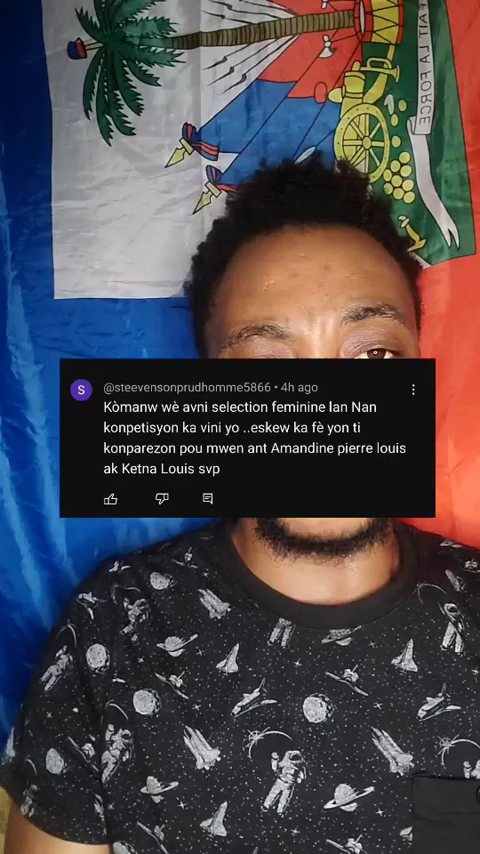 FAIT LA FORCE
S
@steevensonprudhomme5866 • 4h ago
Kòmanw wè avni selection feminine lan Nan
konpetisyon ka vini yo ..eskew ka fè yon ti
konparezon pou mwen ant Amandine pierre louis
ak Ketna Louis svp